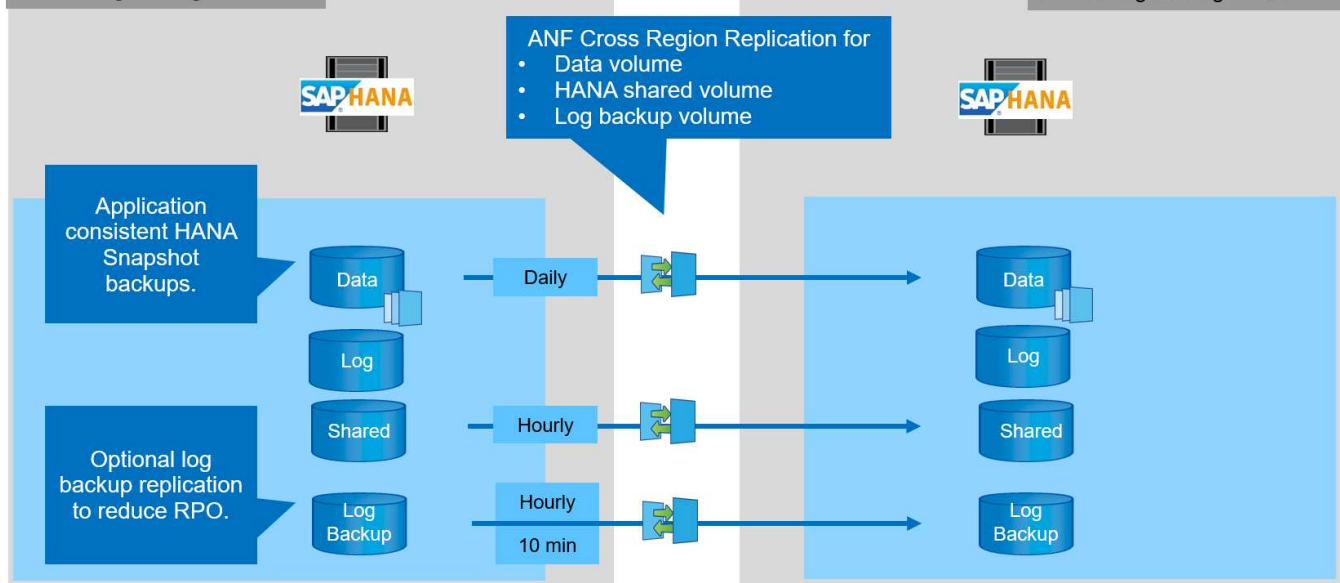 ANF Cross Region Replication for
• Data volume
• HANA shared volume
• Log backup volume
SAP HANA
SAP HANA
Application
consistent HANA
Snapshot
backups.
Data
Daily
Data
Log
Log
Shared
Hourly
Shared
Optional log
backup replication
to reduce RPO.
Log
Backup
Hourly
10 min
Log
Backup